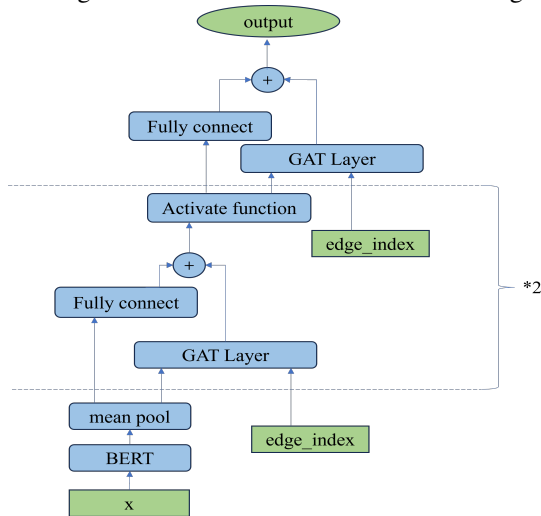 output
+
Fully connect
GAT Layer
Activate function
edge_index
+
*2
Fully connect
GAT Layer
mean pool
edge_index
BERT
x